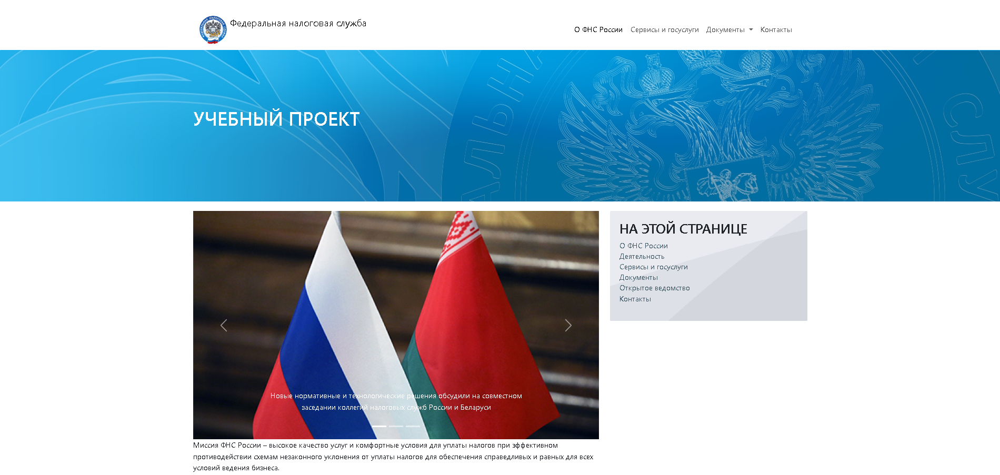 Федеральная налоговая служба
О ФНС России Сервисы и госуслуги Документы Контакты
УЧЕБНЫЙ ПРОЕКТ
НА ЭТОЙ СТРАНИЦЕ
О ФНС России
Деятельность
Сервисы и госуслуги
Документы
Открытое ведомство
Контакты
Новые нормативные и технологические решения обсудили на совместном
заседании коллегий налоговых служб России и Беларуси
Миссия ФНС России – высокое качество услуг и комфортные условия для уплаты налогов при эффективном
противодействии схемам незаконного уклонения от уплаты налогов для обеспечения справедливых и равных для всех
условий ведения бизнеса.